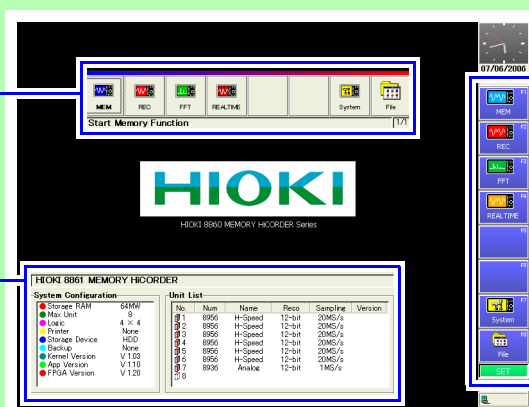 07/06/2006
MEM REC FFT REALTIME System File
Start Memory Function 1/1
HIOKI
HIOKI 8860 MEMORY HiCORDER Series
HIOKI 8861 MEMORY HiCORDER
System Configuration
Storage RAM 64MW
Max Unit 8
Logic 4 × 4
Printer None
Storage Device HDD
Backup None
Kernel Version V 1.03
App Version V 1.10
FPGA Version V 1.20
Unit List
No. Num Name Reso Sampling Version
1 8956 H-Speed 12-bit 20MS/s
2 8956 H-Speed 12-bit 20MS/s
3 8956 H-Speed 12-bit 20MS/s
4 8956 H-Speed 12-bit 20MS/s
5 8956 H-Speed 12-bit 20MS/s
6 8956 H-Speed 12-bit 20MS/s
7 8936 Analog 12-bit 1MS/s
8
F1
MEM
F2
REC
F3
FFT
F4
REALTIME
F5
F6
F7
System
F8
File
SET